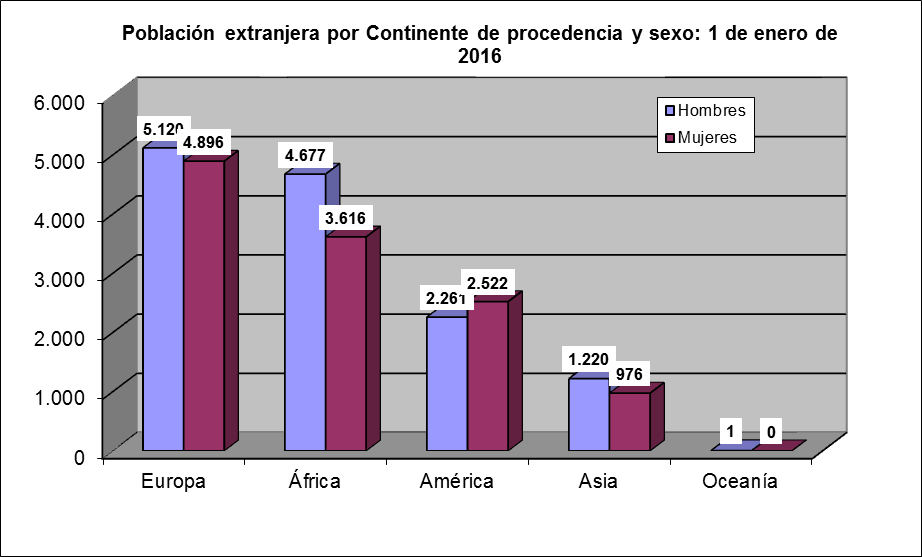 Población extranjera por Continente de procedencia y sexo: 1 de enero de
2016
Hombres
Mujeres
6.000
5.000
4.000
3.000
2.000
1.000
0
5.120
4.896
4.677
3.616
2.261
2.522
1.220
976
1
0
Europa
África
América
Asia
Oceanía